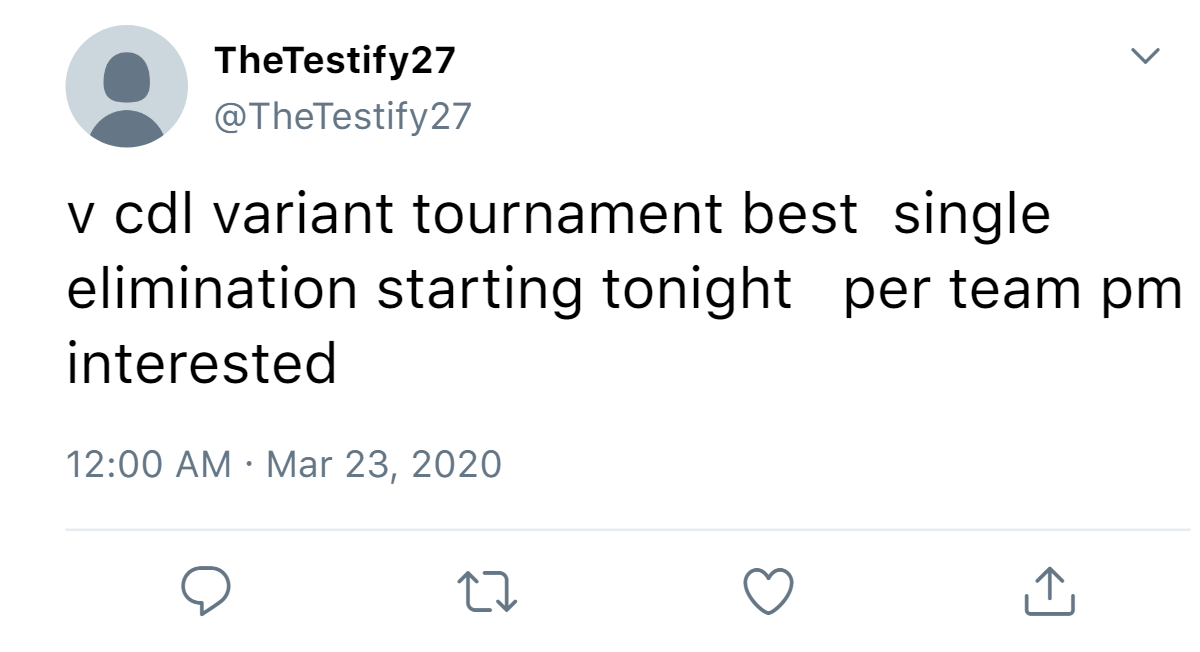 TheTestify27
@TheTestify27
v cdl variant tournament best  single
elimination starting tonight   per team pm
interested
12:00 AM · Mar 23, 2020